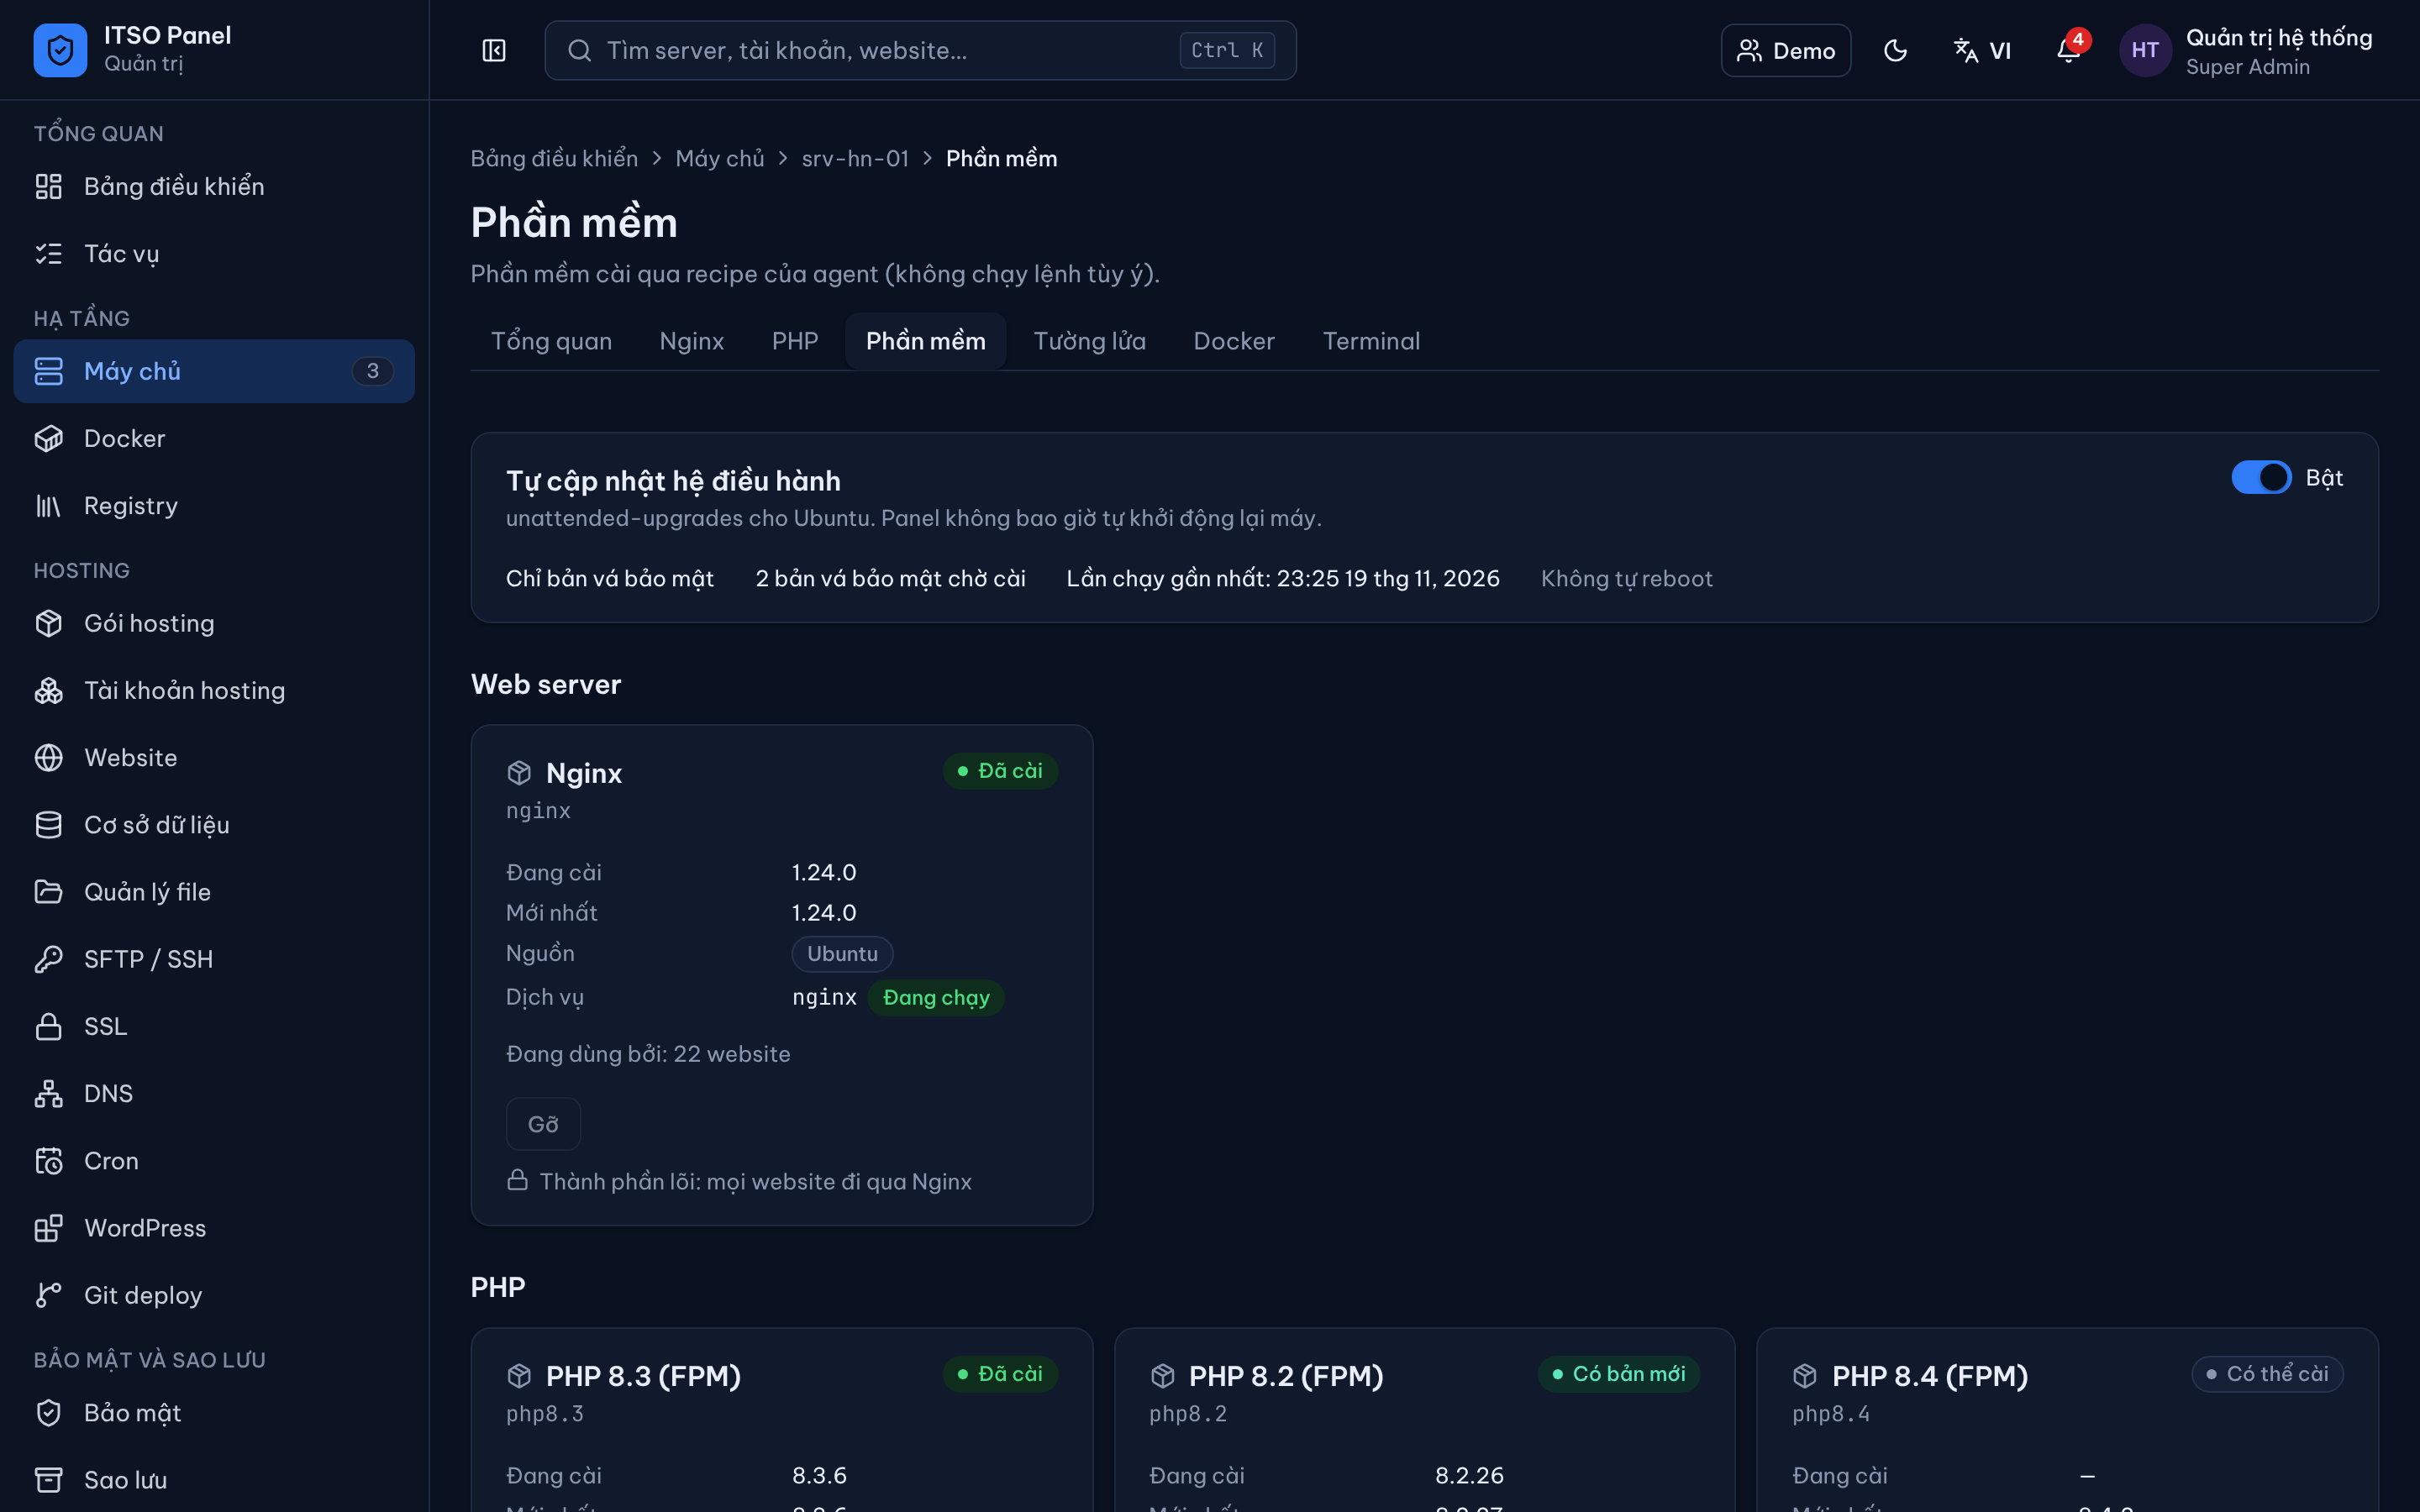 ITSO Panel
Quản trị
Tìm server, tài khoản, website...
Ctrl K
Demo
VI
4
HT
Quản trị hệ thống
Super Admin
TỔNG QUAN
Bảng điều khiển
Tác vụ
HẠ TẦNG
Máy chủ
3
Docker
Registry
HOSTING
Gói hosting
Tài khoản hosting
Website
Cơ sở dữ liệu
Quản lý file
SFTP / SSH
SSL
DNS
Cron
WordPress
Git deploy
BẢO MẬT VÀ SAO LƯU
Bảo mật
Sao lưu
Bảng điều khiển > Máy chủ > srv-hn-01 > Phần mềm
Phần mềm
Phần mềm cài qua recipe của agent (không chạy lệnh tùy ý).
Tổng quan Nginx PHP Phần mềm Tường lửa Docker Terminal
Tự cập nhật hệ điều hành
Bật
unattended-upgrades cho Ubuntu. Panel không bao giờ tự khởi động lại máy.
Chỉ bản vá bảo mật 2 bản vá bảo mật chờ cài Lần chạy gần nhất: 23:25 19 thg 11, 2026 Không tự reboot
Web server
Nginx
Đã cài
nginx
Đang cài 1.24.0
Mới nhất 1.24.0
Nguồn Ubuntu
Dịch vụ nginx Đang chạy
Đang dùng bởi: 22 website
Gỡ
Thành phần lõi: mọi website đi qua Nginx
PHP
PHP 8.3 (FPM)
Đã cài
php8.3
Đang cài 8.3.6
PHP 8.2 (FPM)
Có bản mới
php8.2
Đang cài 8.2.26
PHP 8.4 (FPM)
Có thể cài
php8.4
Đang cài —